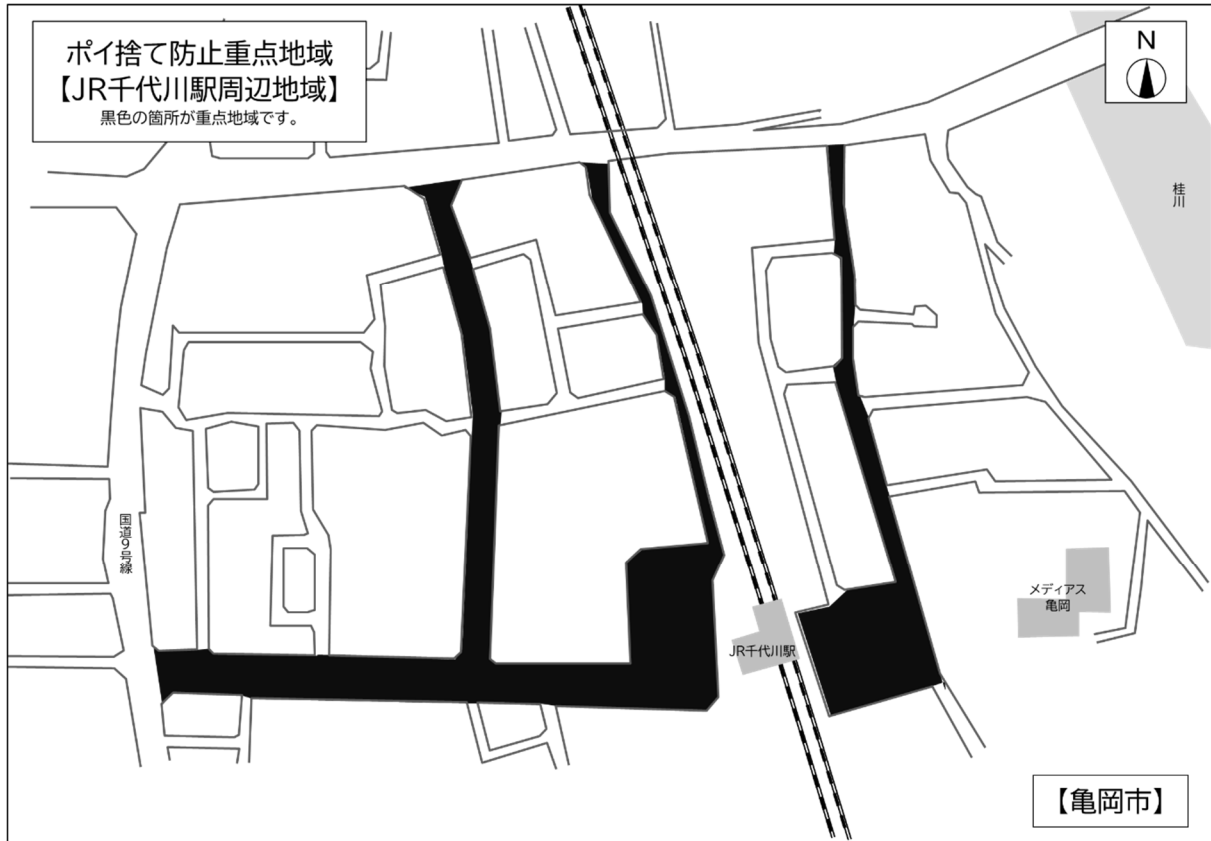 ポイ捨て防止重点地域
【JR千代川駅周辺地域】
黒色の箇所が重点地域です。
N
桂川
国道9号線
メディアス
亀岡
JR千代川駅
【亀岡市】